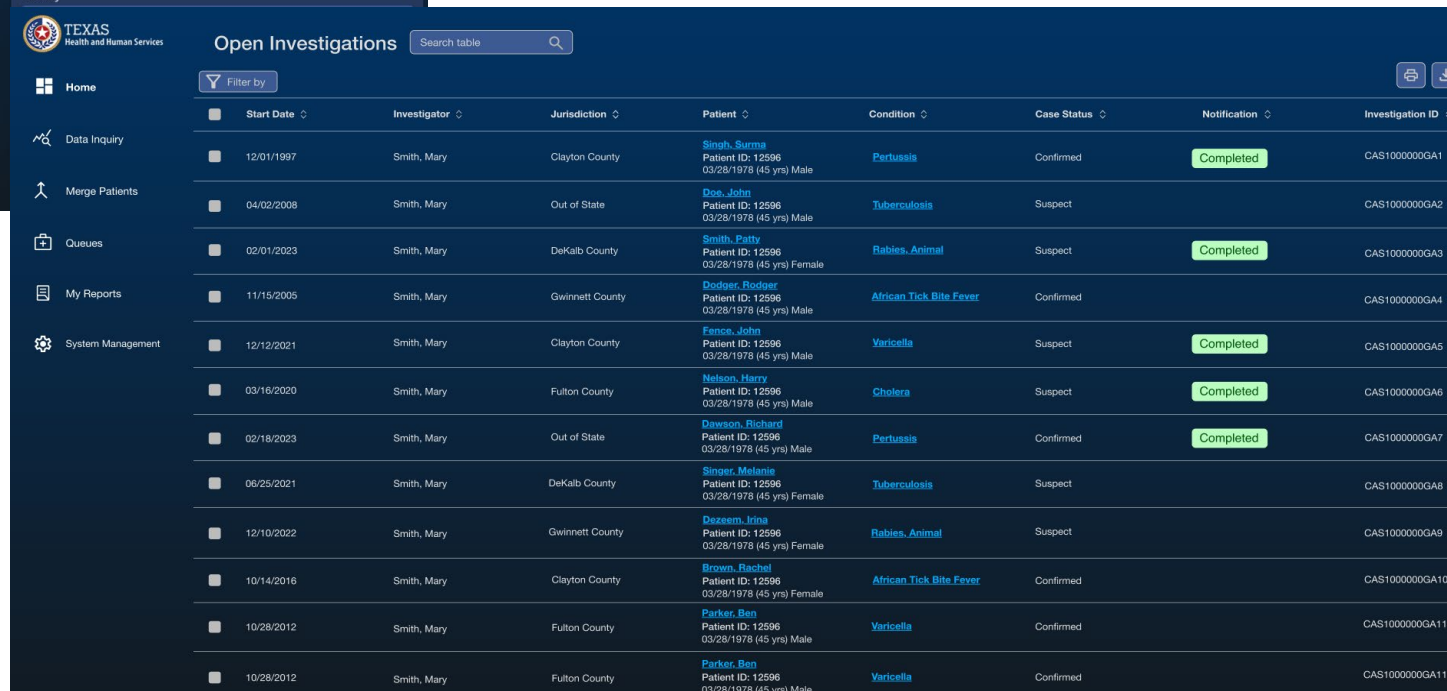 TEXAS
Health and Human Services
Open Investigations
Search table
Home
Data Inquiry
Merge Patients
Queues
My Reports
System Management
Filter by
Start Date Investigator Jurisdiction Patient Condition Case Status Notification Investigation ID
12/01/1997 Smith, Mary Clayton County Singh, Surma Pertussis Confirmed Completed CAS1000000GA1
Patient ID: 12596
03/28/1978 (45 yrs) Male
04/02/2008 Smith, Mary Out of State Doe, John Tuberculosis Suspect CAS1000000GA2
Patient ID: 12596
03/28/1978 (45 yrs) Male
02/01/2023 Smith, Mary DeKalb County Smith, Patty Rabies, Animal Suspect Completed CAS1000000GA3
Patient ID: 12596
03/28/1978 (45 yrs) Female
11/15/2005 Smith, Mary Gwinnett County Dodger, Rodger African Tick Bite Fever Confirmed CAS1000000GA4
Patient ID: 12596
03/28/1978 (45 yrs) Male
12/12/2021 Smith, Mary Clayton County Fence, John Varicella Suspect Completed CAS1000000GA5
Patient ID: 12596
03/28/1978 (45 yrs) Male
03/16/2020 Smith, Mary Fulton County Nelson, Harry Cholera Suspect Completed CAS1000000GA6
Patient ID: 12596
03/28/1978 (45 yrs) Male
02/18/2023 Smith, Mary Out of State Dawson, Richard Pertussis Confirmed Completed CAS1000000GA7
Patient ID: 12596
03/28/1978 (45 yrs) Male
06/25/2021 Smith, Mary DeKalb County Singer, Melanie Tuberculosis Suspect CAS1000000GA8
Patient ID: 12596
03/28/1978 (45 yrs) Female
12/10/2022 Smith, Mary Gwinnett County Dezeem, Irina Rabies, Animal Suspect CAS1000000GA9
Patient ID: 12596
03/28/1978 (45 yrs) Female
10/14/2016 Smith, Mary Clayton County Brown, Rachel African Tick Bite Fever Confirmed CAS1000000GA10
Patient ID: 12596
03/28/1978 (45 yrs) Female
10/28/2012 Smith, Mary Fulton County Parker, Ben Varicella Confirmed CAS1000000GA11
Patient ID: 12596
03/28/1978 (45 yrs) Male
10/28/2012 Smith, Mary Fulton County Parker, Ben Varicella Confirmed CAS1000000GA11
Patient ID: 12596
03/28/1978 (45 yrs) Male